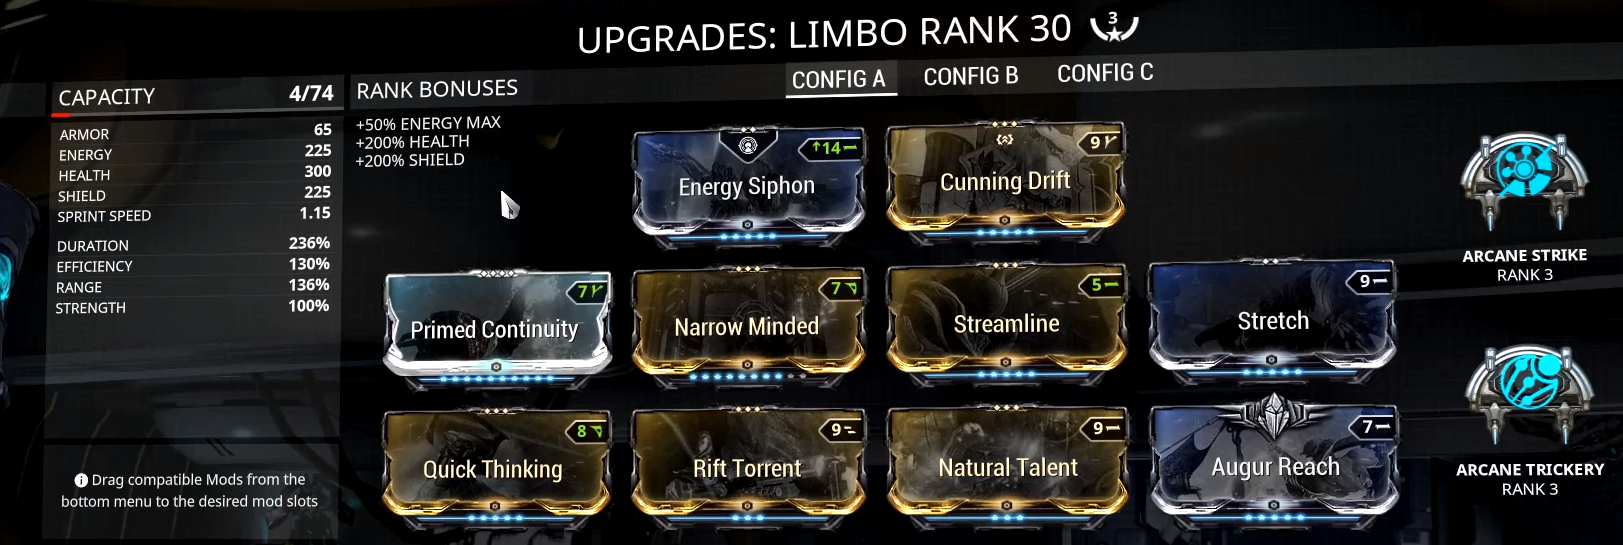 UPGRADES: LIMBO RANK 30 3
CONFIG A CONFIG B CONFIG C
CAPACITY 4/74
ARMOR 65
ENERGY 225
HEALTH 300
SHIELD 225
SPRINT SPEED 1.15
DURATION 236%
EFFICIENCY 130%
RANGE 136%
STRENGTH 100%
Drag compatible Mods from the
bottom menu to the desired mod slots
RANK BONUSES
+50% ENERGY MAX
+200% HEALTH
+200% SHIELD
14
Energy Siphon
9
Cunning Drift
7
Primed Continuity
7
Narrow Minded
5
Streamline
9
Stretch
8
Quick Thinking
9
Rift Torrent
9
Natural Talent
7
Augur Reach
ARCANE STRIKE
RANK 3
ARCANE TRICKERY
RANK 3